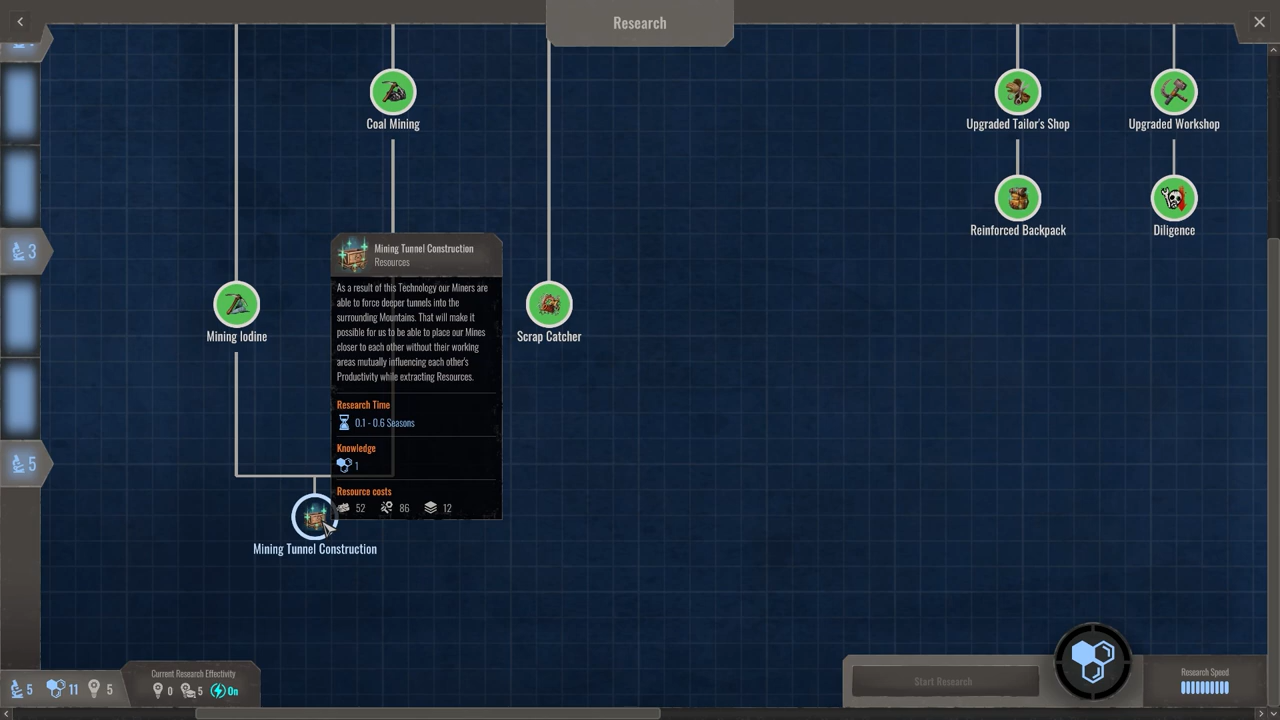 Research
Coal Mining
Upgraded Tailor's Shop
Upgraded Workshop
Reinforced Backpack
Diligence
3
Mining Tunnel Construction
Resources
As a result of this Technology our Miners are
able to force deeper tunnels into the
surrounding Mountains. That will make it
possible for us to be able to place our Mines
closer to each other without their working
areas mutually influencing each other's
Productivity while extracting Resources.
Mining Iodine
Scrap Catcher
Research Time
0.1 - 0.6 Seasons
Knowledge
1
5
Resource costs
52 86 12
Mining Tunnel Construction
Current Research Effectivity
5 11 5
0 5 On
Start Research
Research Speed